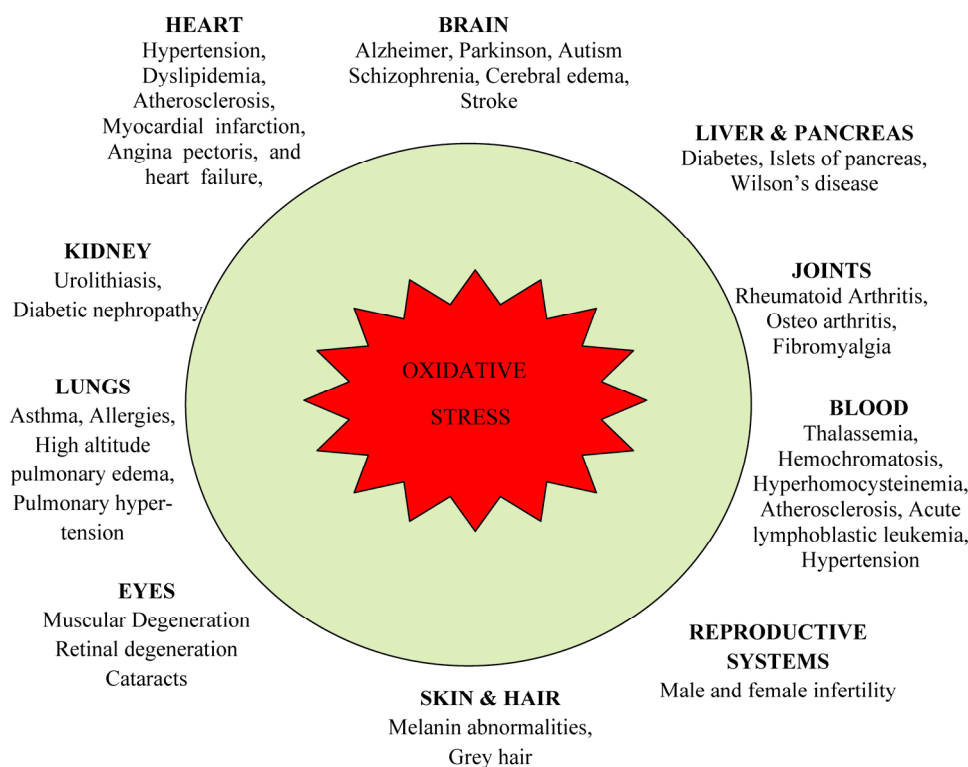 HEART
Hypertension,
Dyslipidemia,
Atherosclerosis,
Myocardial infarction,
Angina pectoris, and
heart failure,
BRAIN
Alzheimer, Parkinson, Autism
Schizophrenia, Cerebral edema,
Stroke
LIVER & PANCREAS
Diabetes, Islets of pancreas,
Wilson’s disease
KIDNEY
Urolithiasis,
Diabetic nephropathy
JOINTS
Rheumatoid Arthritis,
Osteo arthritis,
Fibromyalgia
OXIDATIVE
STRESS
LUNGS
Asthma, Allergies,
High altitude
pulmonary edema,
Pulmonary hyper-
tension
BLOOD
Thalassemia,
Hemochromatosis,
Hyperhomocysteinemia,
Atherosclerosis, Acute
lymphoblastic leukemia,
Hypertension
EYES
Muscular Degeneration
Retinal degeneration
Cataracts
REPRODUCTIVE
SYSTEMS
Male and female infertility
SKIN & HAIR
Melanin abnormalities,
Grey hair